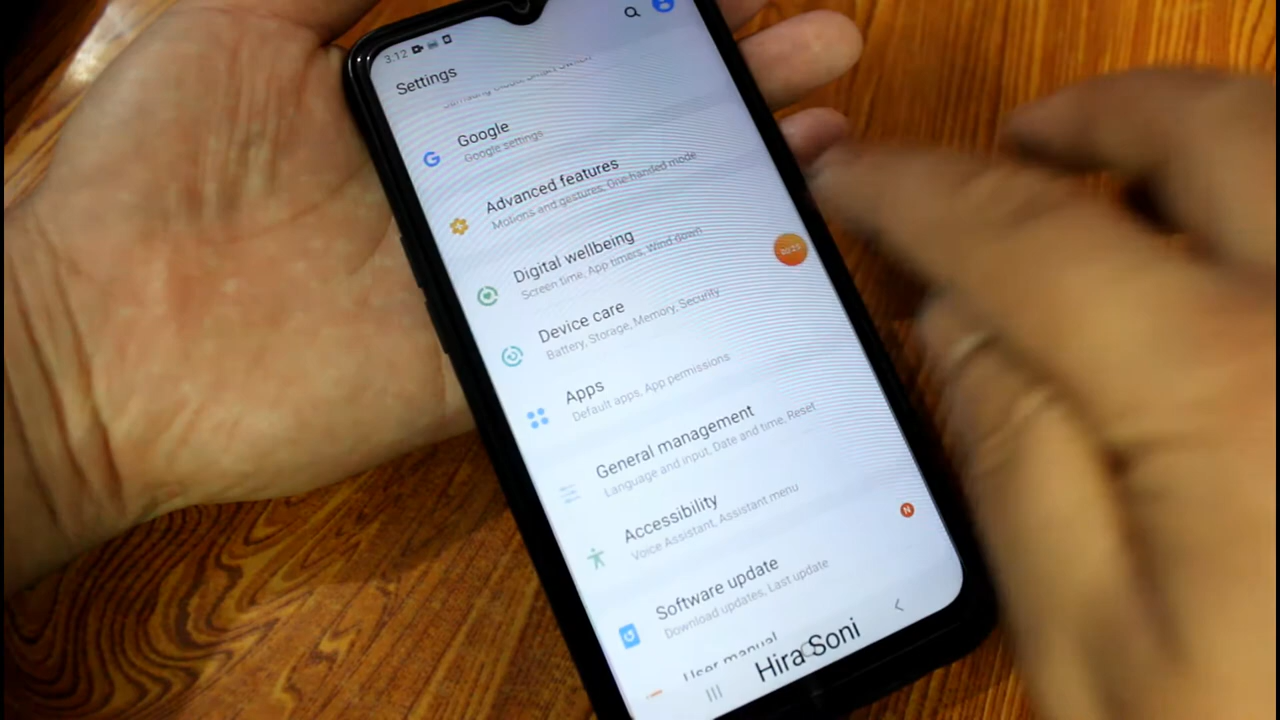 3:12
Settings
Google
Google settings
Advanced features
Motions and gestures, One-handed mode
Digital wellbeing
Screen time, App timers, Wind down
Device care
Battery, Storage, Memory, Security
Apps
Default apps, App permissions
General management
Language and input, Date and time, Reset
Accessibility
Voice Assistant, Assistant menu
N
Software update
Download updates, Last update
User manual
Hira Soni